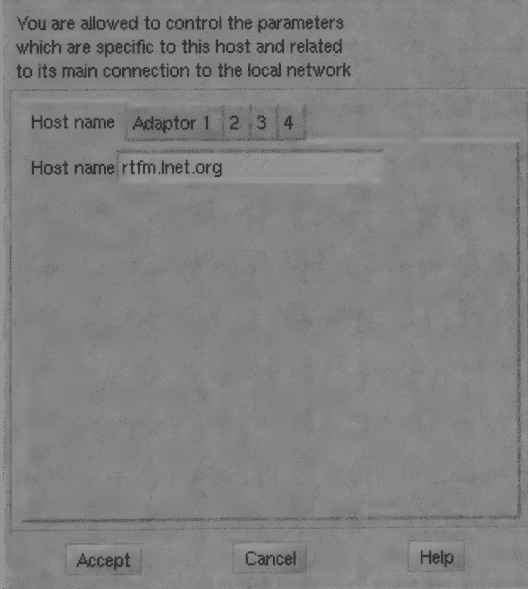 You are allowed to control the parameters
which are specific to this host and related
to its main connection to the local network
Host name Adaptor 1 2 3 4
Host name rtfm.lnet.org
Accept Cancel Help